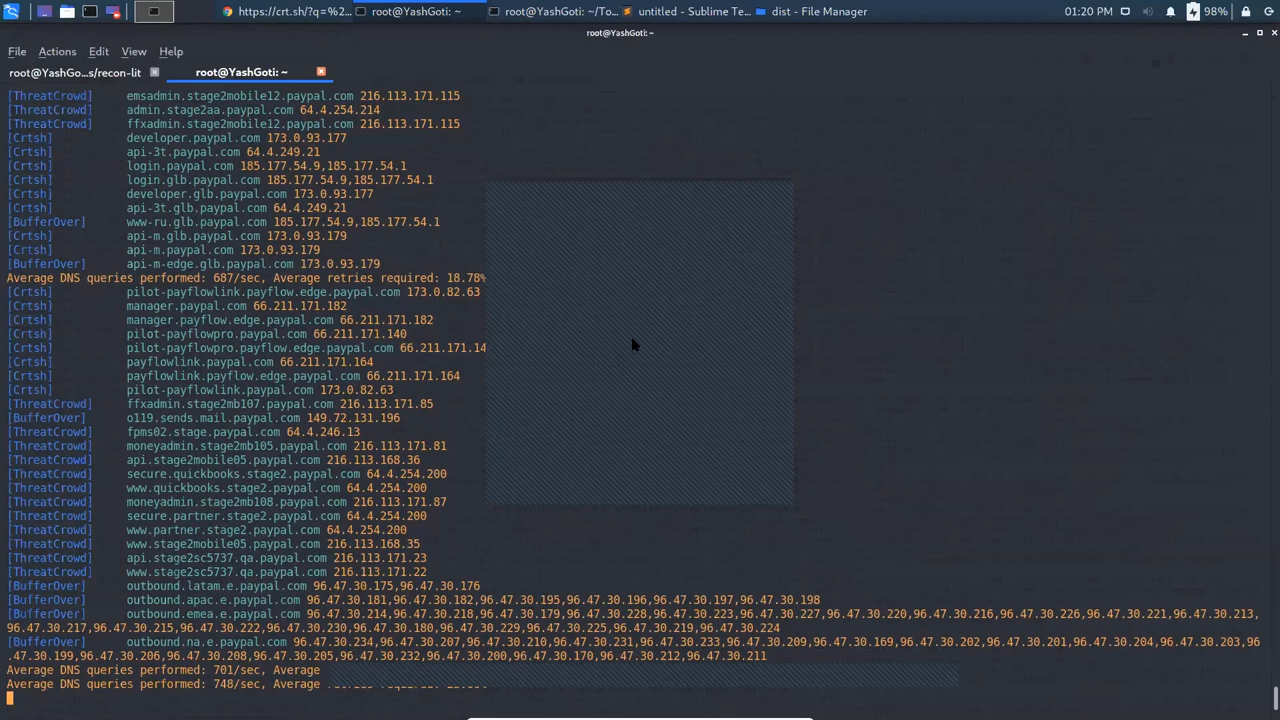 https://crt.sh/?q=%2...
root@YashGoti: ~
root@YashGoti: ~/To...
untitled - Sublime Te...
dist - File Manager
01:20 PM
98%
root@YashGoti:~
File Actions Edit View Help
root@YashGo...s/recon-lit
root@YashGoti: ~
[ThreatCrowd] emsadmin.stage2mobile12.paypal.com 216.113.171.115
[ThreatCrowd] admin.stage2aa.paypal.com 64.4.254.214
[ThreatCrowd] ffxadmin.stage2mobile12.paypal.com 216.113.171.115
[Crtsh] developer.paypal.com 173.0.93.177
[Crtsh] api-3t.paypal.com 64.4.249.21
[Crtsh] login.paypal.com 185.177.54.9,185.177.54.1
[Crtsh] login.glb.paypal.com 185.177.54.9,185.177.54.1
[Crtsh] developer.glb.paypal.com 173.0.93.177
[Crtsh] api-3t.glb.paypal.com 64.4.249.21
[BufferOver] www-ru.glb.paypal.com 185.177.54.9,185.177.54.1
[Crtsh] api-m.glb.paypal.com 173.0.93.179
[Crtsh] api-m.paypal.com 173.0.93.179
[BufferOver] api-m-edge.glb.paypal.com 173.0.93.179
Average DNS queries performed: 687/sec, Average retries required: 18.78%
[Crtsh] pilot-payflowlink.payflow.edge.paypal.com 173.0.82.63
[Crtsh] manager.paypal.com 66.211.171.182
[Crtsh] manager.payflow.edge.paypal.com 66.211.171.182
[Crtsh] pilot-payflowpro.paypal.com 66.211.171.140
[Crtsh] pilot-payflowpro.payflow.edge.paypal.com 66.211.171.14
[Crtsh] payflowlink.paypal.com 66.211.171.164
[Crtsh] payflowlink.payflow.edge.paypal.com 66.211.171.164
[Crtsh] pilot-payflowlink.paypal.com 173.0.82.63
[ThreatCrowd] ffxadmin.stage2mb107.paypal.com 216.113.171.85
[BufferOver] o119.sends.mail.paypal.com 149.72.131.196
[ThreatCrowd] fpms02.stage.paypal.com 64.4.246.13
[ThreatCrowd] moneyadmin.stage2mb105.paypal.com 216.113.171.81
[ThreatCrowd] api.stage2mobile05.paypal.com 216.113.168.36
[ThreatCrowd] secure.quickbooks.stage2.paypal.com 64.4.254.200
[ThreatCrowd] www.quickbooks.stage2.paypal.com 64.4.254.200
[ThreatCrowd] moneyadmin.stage2mb108.paypal.com 216.113.171.87
[ThreatCrowd] secure.partner.stage2.paypal.com 64.4.254.200
[ThreatCrowd] www.partner.stage2.paypal.com 64.4.254.200
[ThreatCrowd] www.stage2mobile05.paypal.com 216.113.168.35
[ThreatCrowd] api.stage2sc5737.qa.paypal.com 216.113.171.23
[ThreatCrowd] www.stage2sc5737.qa.paypal.com 216.113.171.22
[BufferOver] outbound.latam.e.paypal.com 96.47.30.175,96.47.30.176
[BufferOver] outbound.apac.e.paypal.com 96.47.30.181,96.47.30.182,96.47.30.195,96.47.30.196,96.47.30.197,96.47.30.198
[BufferOver] outbound.emea.e.paypal.com 96.47.30.214,96.47.30.218,96.47.30.179,96.47.30.228,96.47.30.223,96.47.30.227,96.47.30.220,96.47.30.216,96.47.30.226,96.47.30.221,96.47.30.213,
96.47.30.217,96.47.30.215,96.47.30.222,96.47.30.230,96.47.30.180,96.47.30.229,96.47.30.225,96.47.30.219,96.47.30.224
[BufferOver] outbound.na.e.paypal.com 96.47.30.234,96.47.30.207,96.47.30.210,96.47.30.231,96.47.30.233,96.47.30.209,96.47.30.169,96.47.30.202,96.47.30.201,96.47.30.204,96.47.30.203,96
.47.30.199,96.47.30.206,96.47.30.208,96.47.30.205,96.47.30.232,96.47.30.200,96.47.30.170,96.47.30.212,96.47.30.211
Average DNS queries performed: 701/sec, Average
Average DNS queries performed: 748/sec, Average